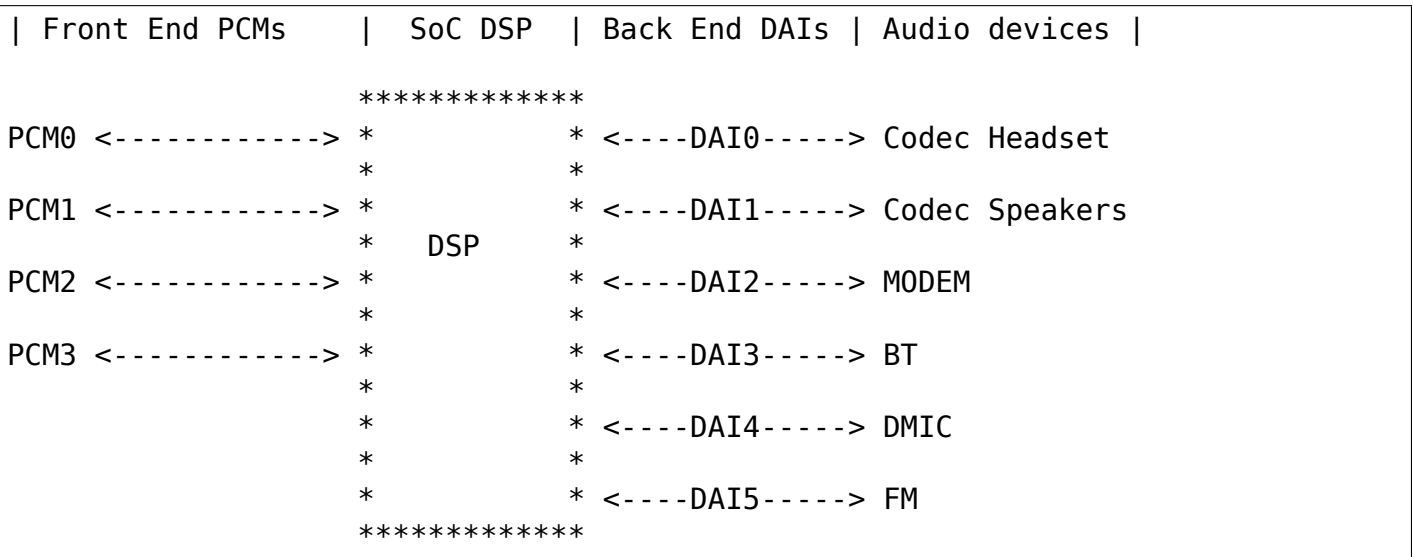 | Front End PCMs    |  SoC DSP  | Back End DAIs | Audio devices |
                    *************
PCM0 <------------> *           * <----DAI0-----> Codec Headset
                    *           *
PCM1 <------------> *           * <----DAI1-----> Codec Speakers
                    *   DSP     *
PCM2 <------------> *           * <----DAI2-----> MODEM
                    *           *
PCM3 <------------> *           * <----DAI3-----> BT
                    *           *
                    *           * <----DAI4-----> DMIC
                    *           *
                    *           * <----DAI5-----> FM
                    *************